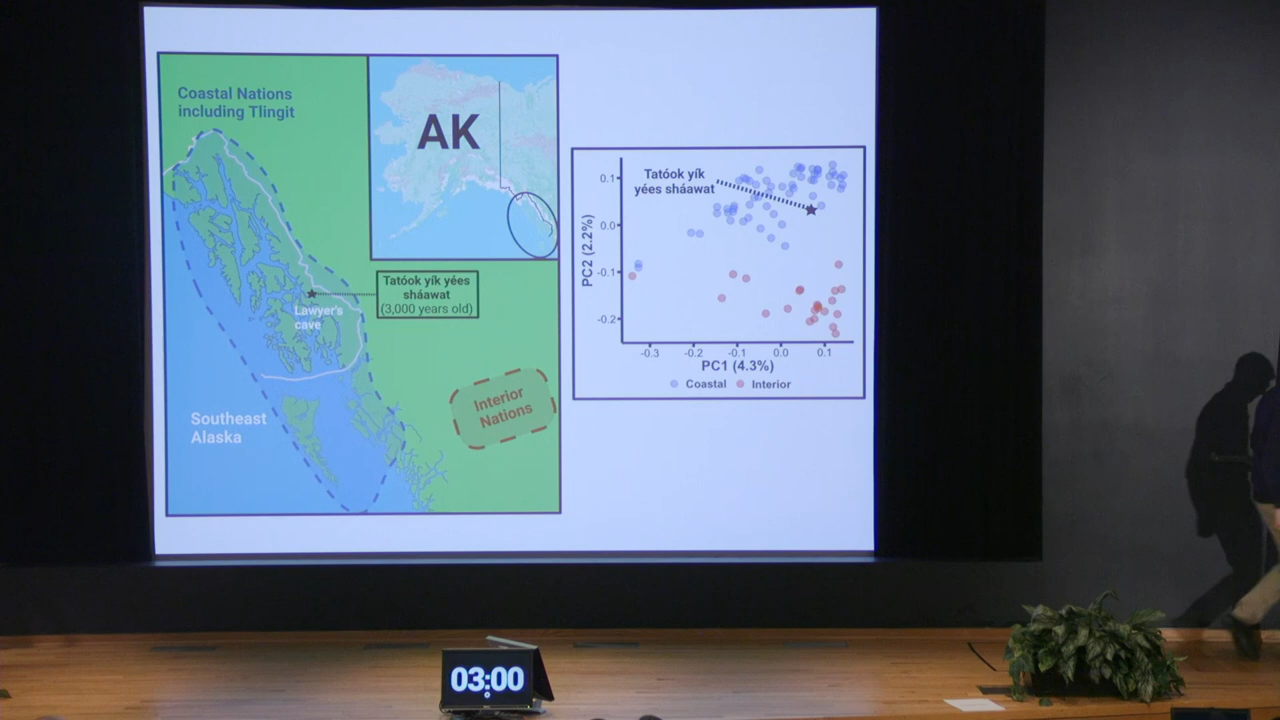 Coastal Nations
including Tlingit
AK
Tatóok yík yées
sháawat
(3,000 years old)
Lawyer's
cave
Southeast
Alaska
Interior
Nations
Tatóok yík
yées sháawat
0.1
0.0
-0.1
-0.2
PC2 (2.2%)
-0.3
-0.2
-0.1
0.0
0.1
PC1 (4.3%)
Coastal
Interior
03:00